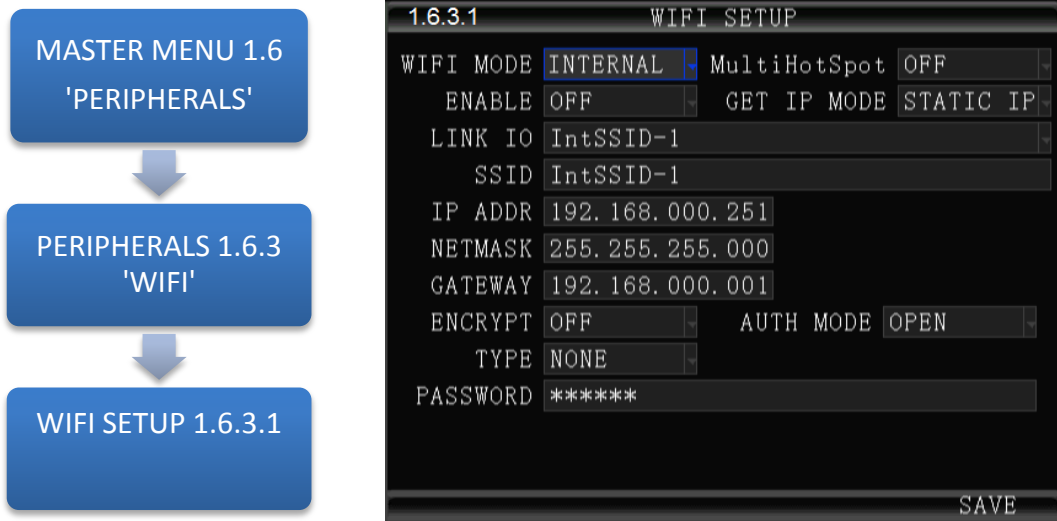 MASTER MENU 1.6
'PERIPHERALS'
PERIPHERALS 1.6.3
'WIFI'
WIFI SETUP 1.6.3.1
1.6.3.1 WIFI SETUP
WIFI MODE INTERNAL MultiHotSpot OFF
ENABLE OFF GET IP MODE STATIC IP
LINK IO IntSSID-1
SSID IntSSID-1
IP ADDR 192.168.000.251
NETMASK 255.255.255.000
GATEWAY 192.168.000.001
ENCRYPT OFF AUTH MODE OPEN
TYPE NONE
PASSWORD ******
SAVE